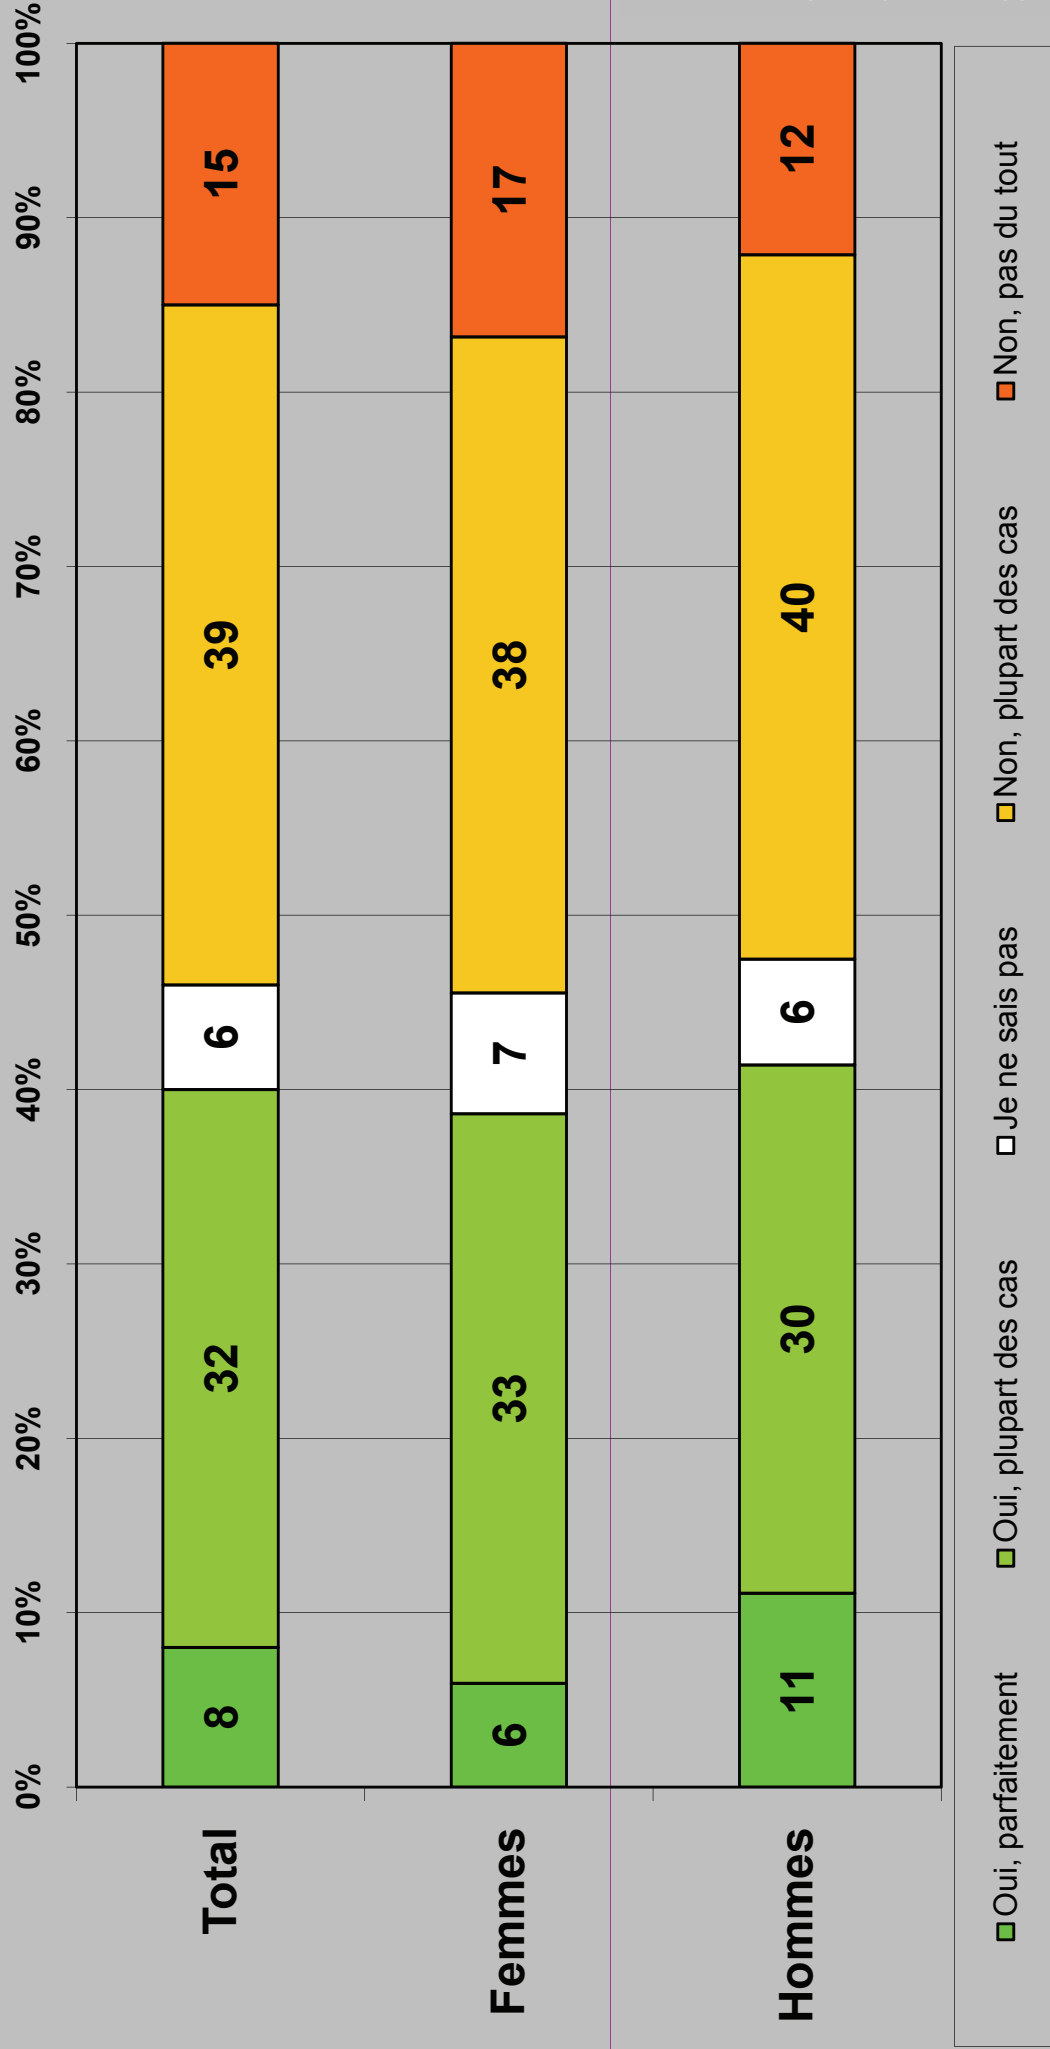 0% 10% 20% 30% 40% 50% 60% 70% 80% 90% 100%
Total 8 32 6 39 15
Femmes 6 33 7 38 17
Hommes 11 30 6 40 12
Oui, parfaitement Oui, plupart des cas Je ne sais pas Non, plupart des cas Non, pas du tout